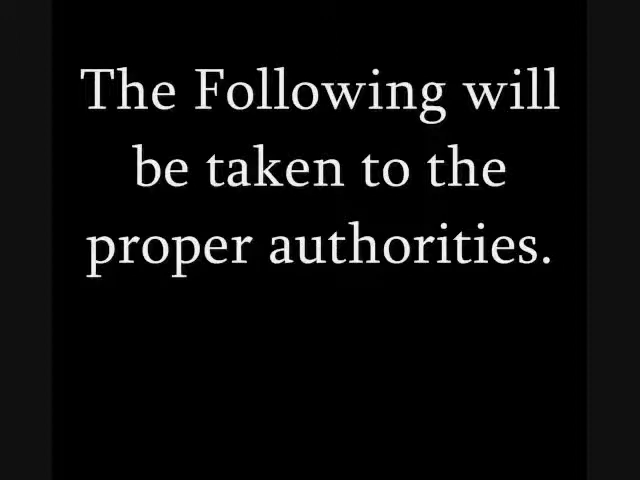 The Following will
be taken to the
proper authorities.